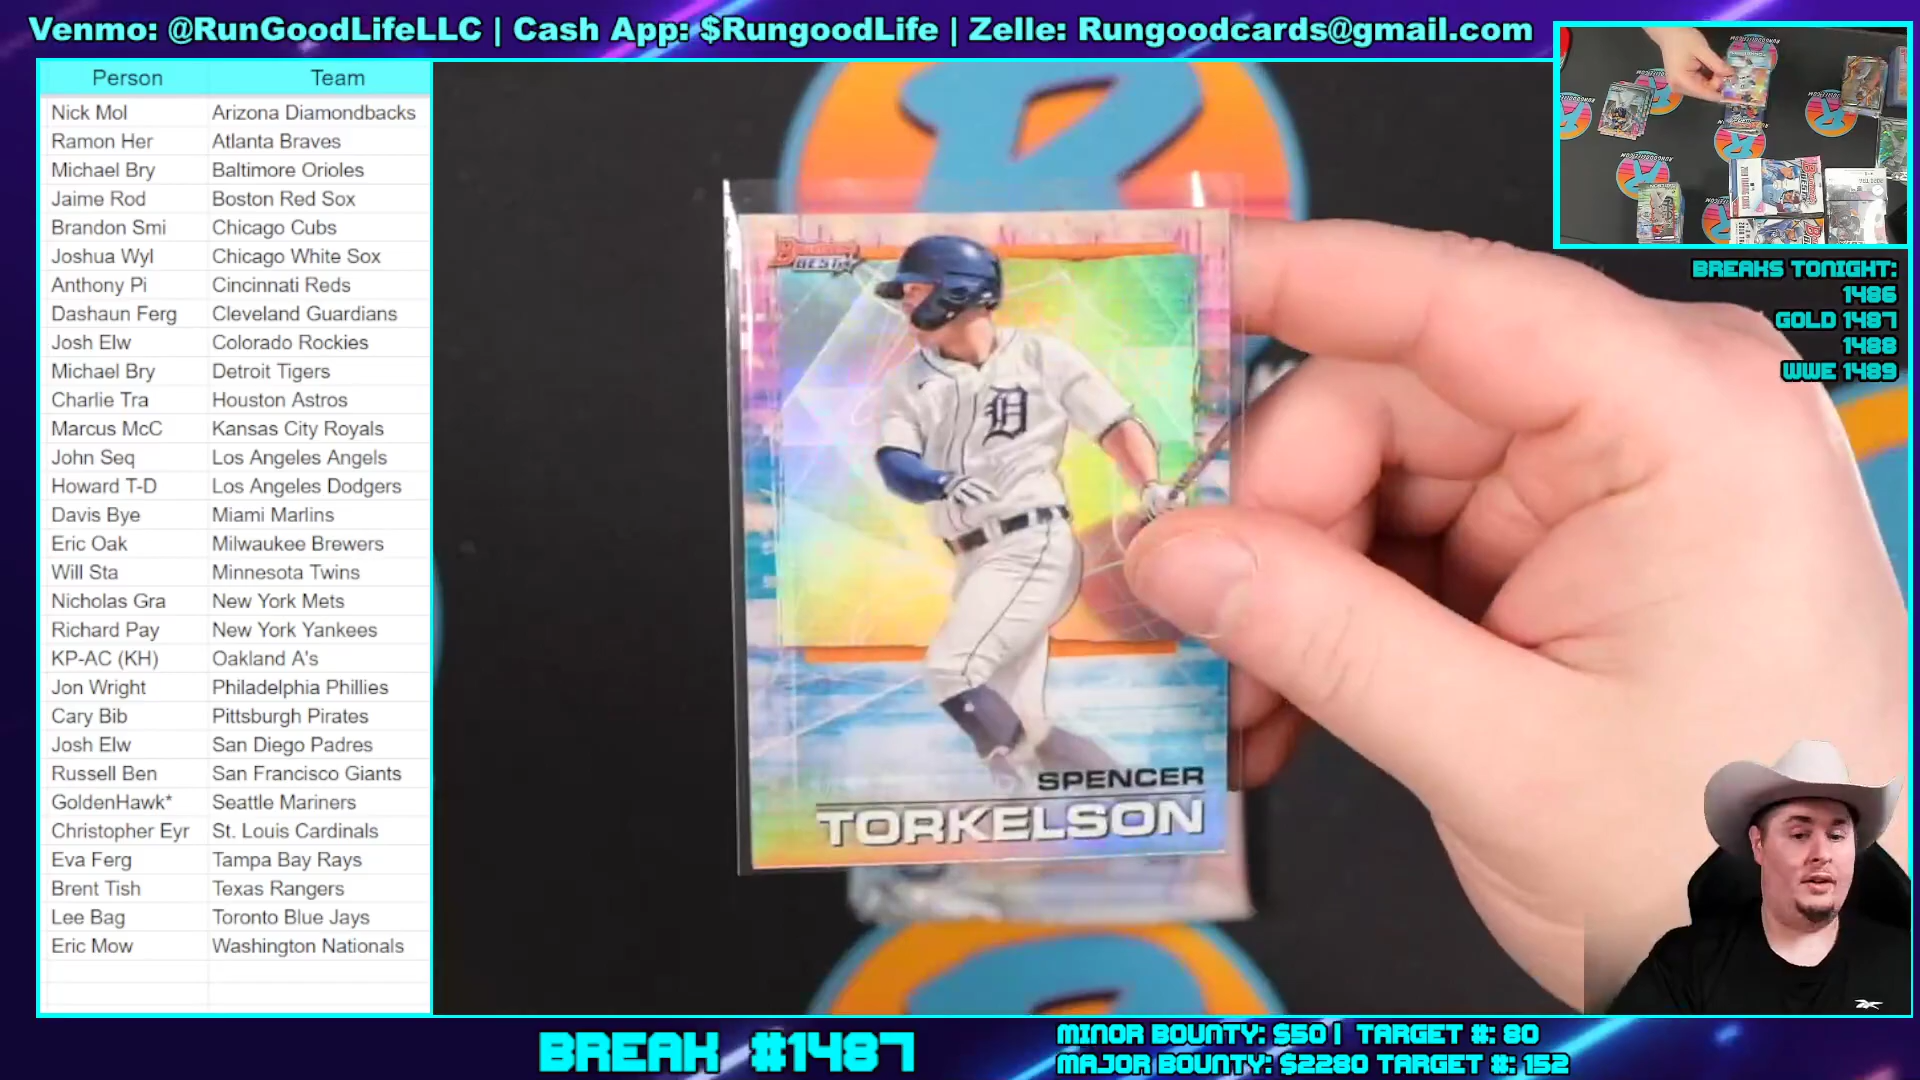 Venmo: @RunGoodLifeLLC | Cash App: $RungoodLife | Zelle: Rungoodcards@gmail.com
Person Team
Nick Mol Arizona Diamondbacks
Ramon Her Atlanta Braves
Michael Bry Baltimore Orioles
Jaime Rod Boston Red Sox
Brandon Smi Chicago Cubs
Joshua Wyl Chicago White Sox
Anthony Pi Cincinnati Reds
Dashaun Ferg Cleveland Guardians
Josh Elw Colorado Rockies
Michael Bry Detroit Tigers
Charlie Tra Houston Astros
Marcus McC Kansas City Royals
John Seq Los Angeles Angels
Howard T-D Los Angeles Dodgers
Davis Bye Miami Marlins
Eric Oak Milwaukee Brewers
Will Sta Minnesota Twins
Nicholas Gra New York Mets
Richard Pay New York Yankees
KP-AC (KH) Oakland A's
Jon Wright Philadelphia Phillies
Cary Bib Pittsburgh Pirates
Josh Elw San Diego Padres
Russell Ben San Francisco Giants
GoldenHawk* Seattle Mariners
Christopher Eyr St. Louis Cardinals
Eva Ferg Tampa Bay Rays
Brent Tish Texas Rangers
Lee Bag Toronto Blue Jays
Eric Mow Washington Nationals
BEST
D
SPENCER
TORKELSON
BREAKS TONIGHT:
1486
GOLD 1487
1488
WWE 1489
BREAK #1487
MINOR BOUNTY: $50 | TARGET #: 80
MAJOR BOUNTY: $2280 TARGET #: 152